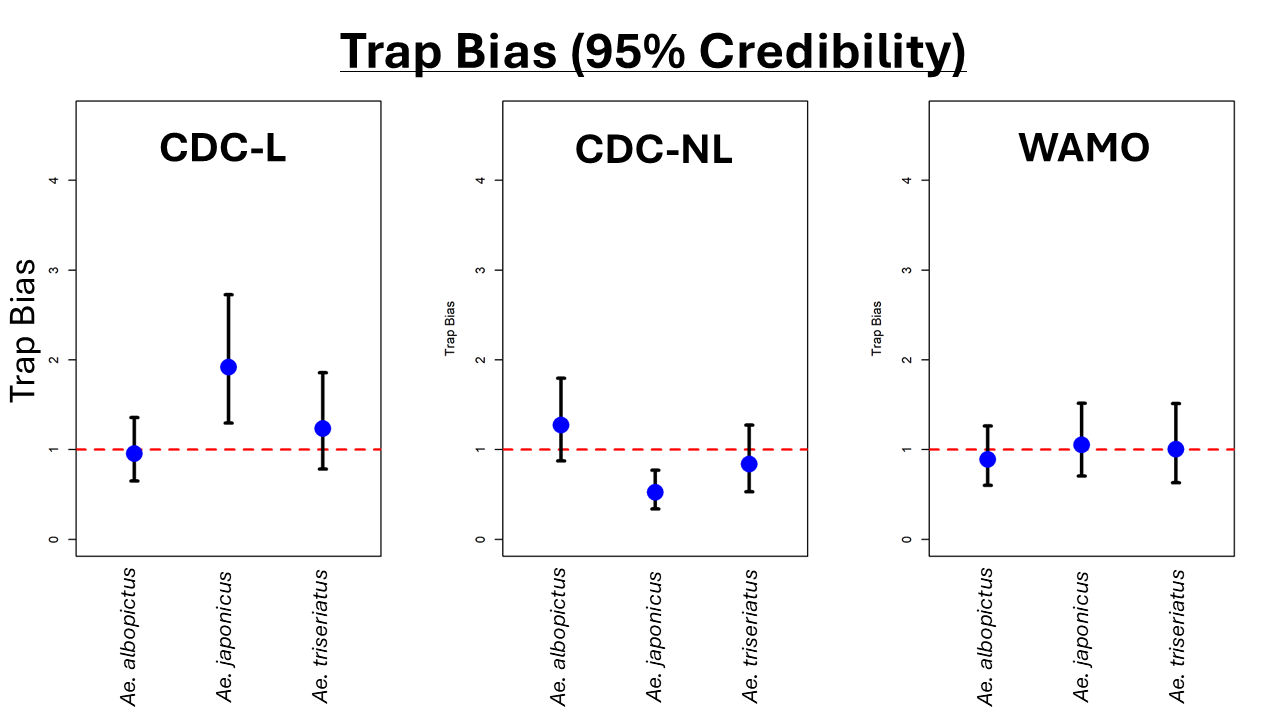 Trap Bias (95% Credibility)
CDC-L
CDC-NL
WAMO
Trap Bias
4
3
2
1
0
Ae. albopictus
Ae. japonicus
Ae. triseriatus
Trap Bias
4
3
2
1
0
Ae. albopictus
Ae. japonicus
Ae. triseriatus
Trap Bias
4
3
2
1
0
Ae. albopictus
Ae. japonicus
Ae. triseriatus